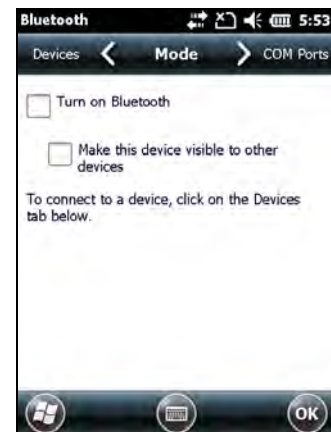 Bluetooth 5:53
Devices Mode COM Ports
Turn on Bluetooth
Make this device visible to other
devices
To connect to a device, click on the Devices
tab below.
OK